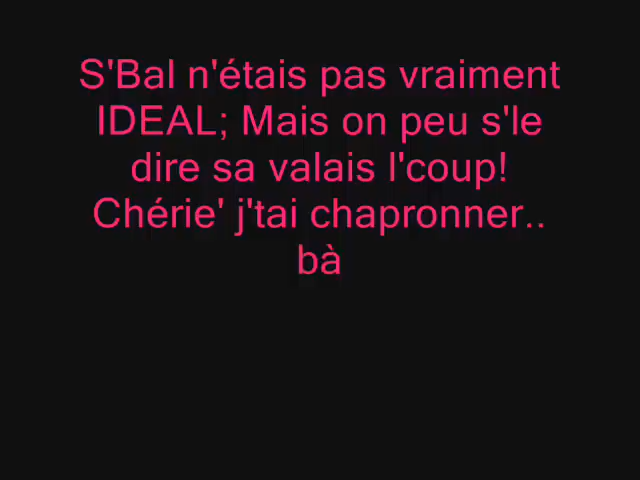 S'Bal n'étais pas vraiment
IDEAL; Mais on peu s'le
dire sa valais l'coup!
Chérie' j'tai chapronner..
bà